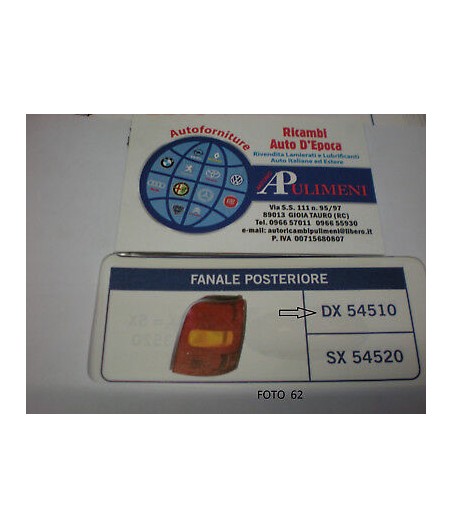 Autoforniture
Ricambi
Auto D'Epoca
Rivendita Lamierati e Lubrificanti
Auto Italiane ed Estere
APULIMENI
Via S.S. 111 n. 95/97
89013 GIOIA TAURO (RC)
Tel. 0966 57011 0966 55930
e-mail: autoricambipulimeni@libero.it
P. IVA 00715680807
FANALE POSTERIORE
DX 54510
SX 54520
FOTO 62